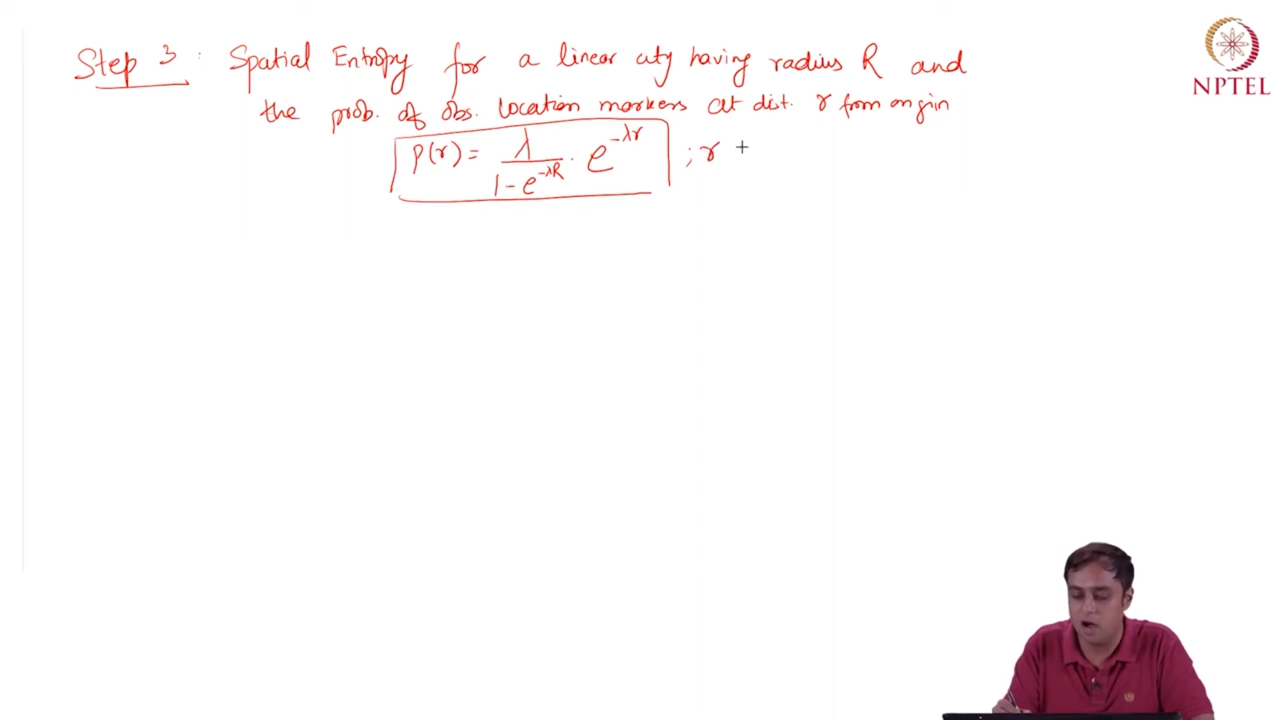 Step 3 : Spatial Entropy for a linear city having radius R and
the prob. of obs. location markers at dist. r from origin
p(r) = λ / (1 - e^{-λR}) · e^{-λr} ; r
NPTEL